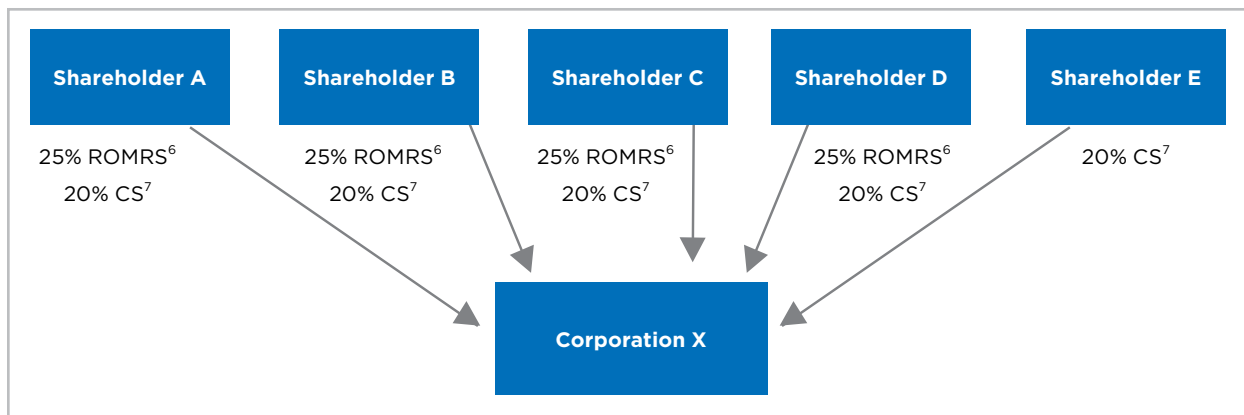 Shareholder A
Shareholder B
Shareholder C
Shareholder D
Shareholder E
25% ROMRS⁶
20% CS⁷
25% ROMRS⁶
20% CS⁷
25% ROMRS⁶
20% CS⁷
25% ROMRS⁶
20% CS⁷
20% CS⁷
Corporation X